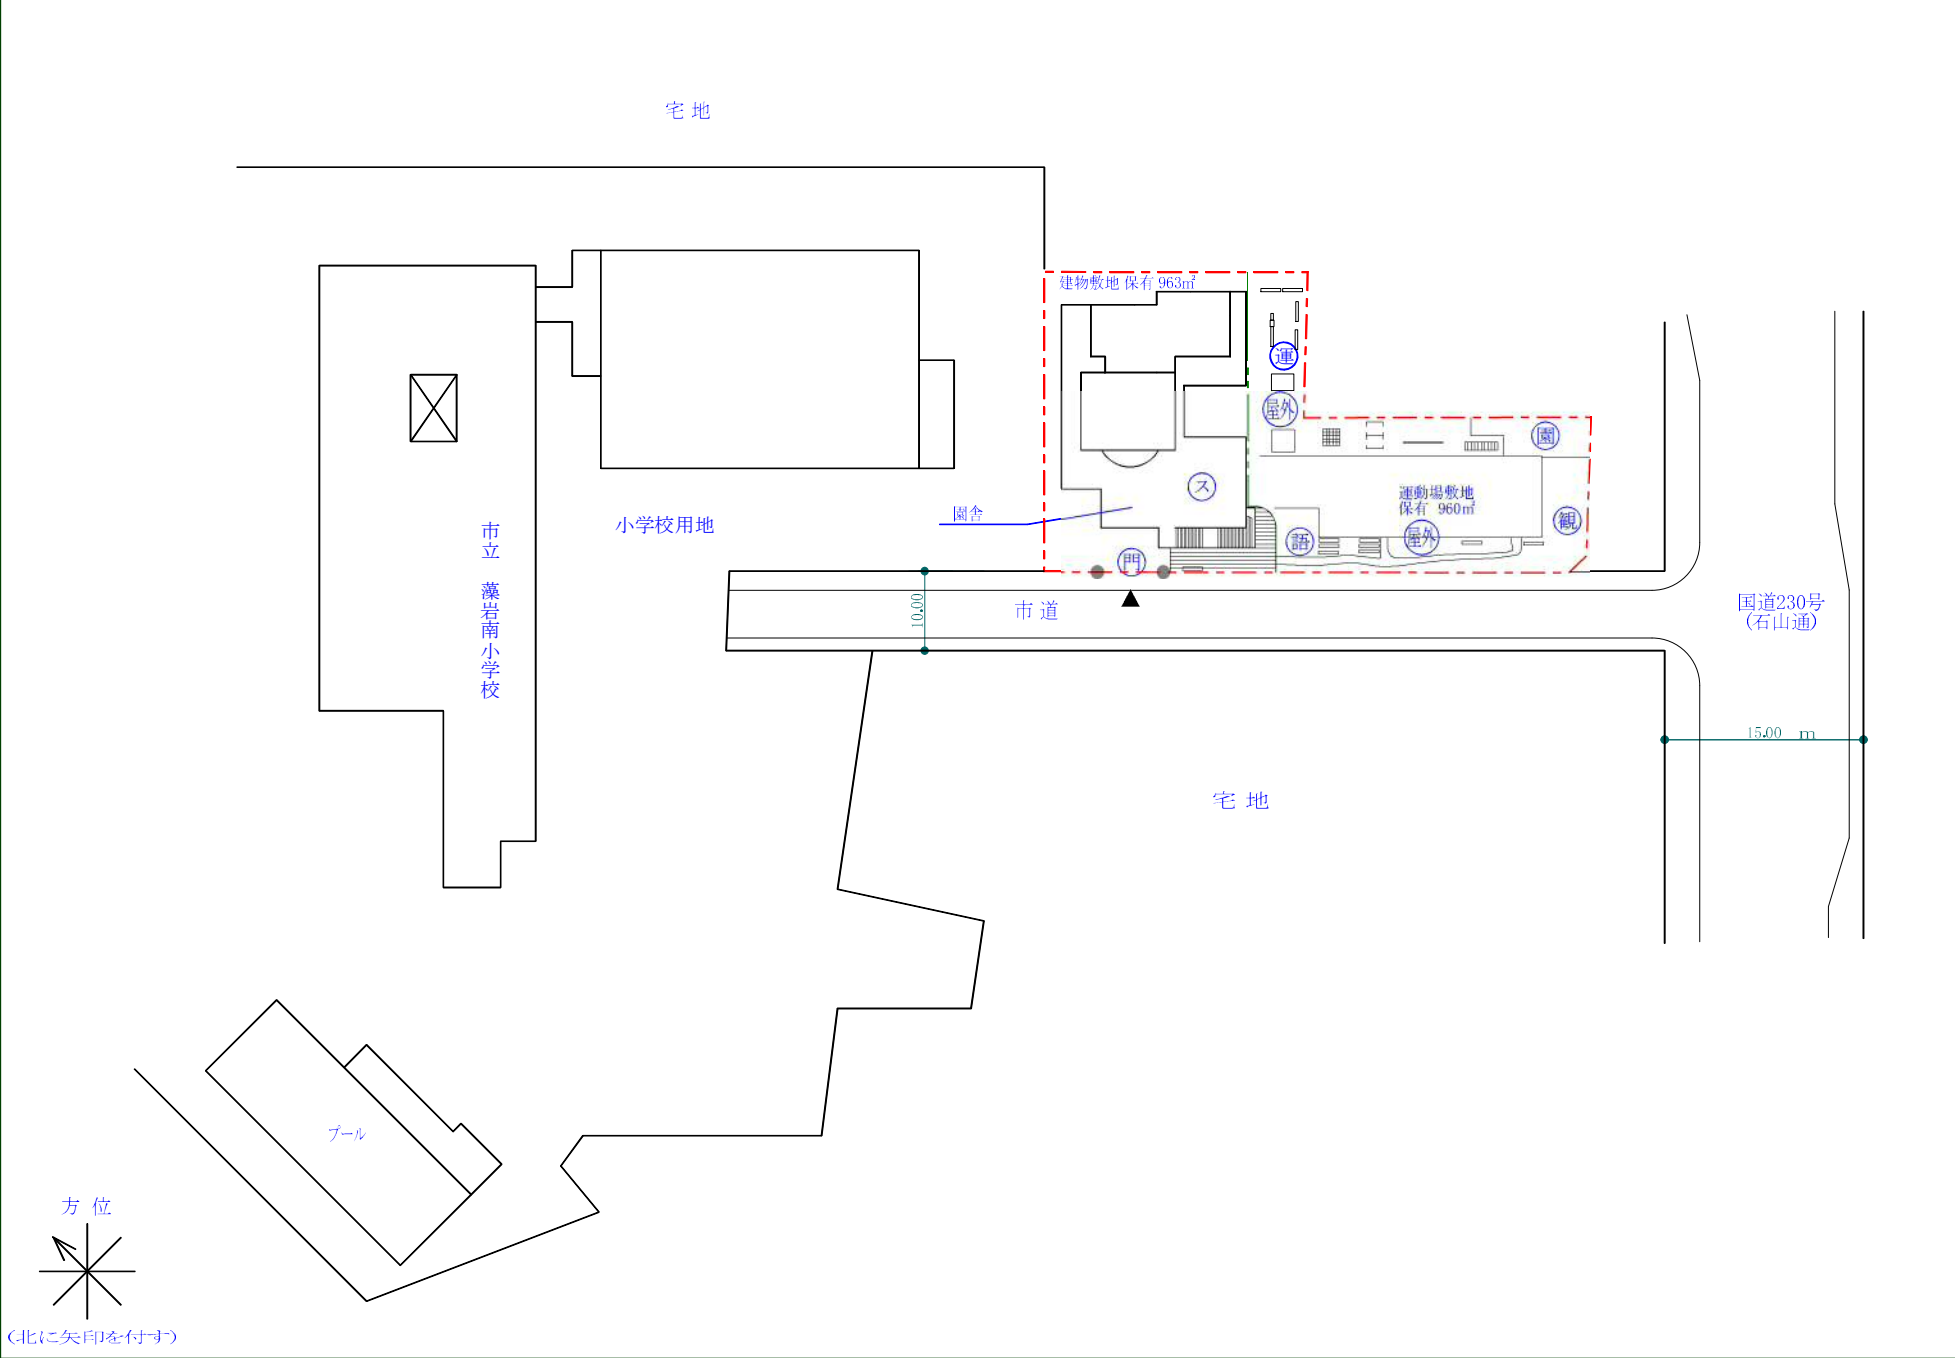 宅 地
建物敷地 保有 963㎡
運
屋外
園
ス
運動場敷地
保有 960㎡
観
屋外
語
園舎
門
小学校用地
市立 藻岩南小学校
市 道
10.00
国道230号
(石山通)
15.00 m
宅 地
プール
方 位
(北に矢印を付す)